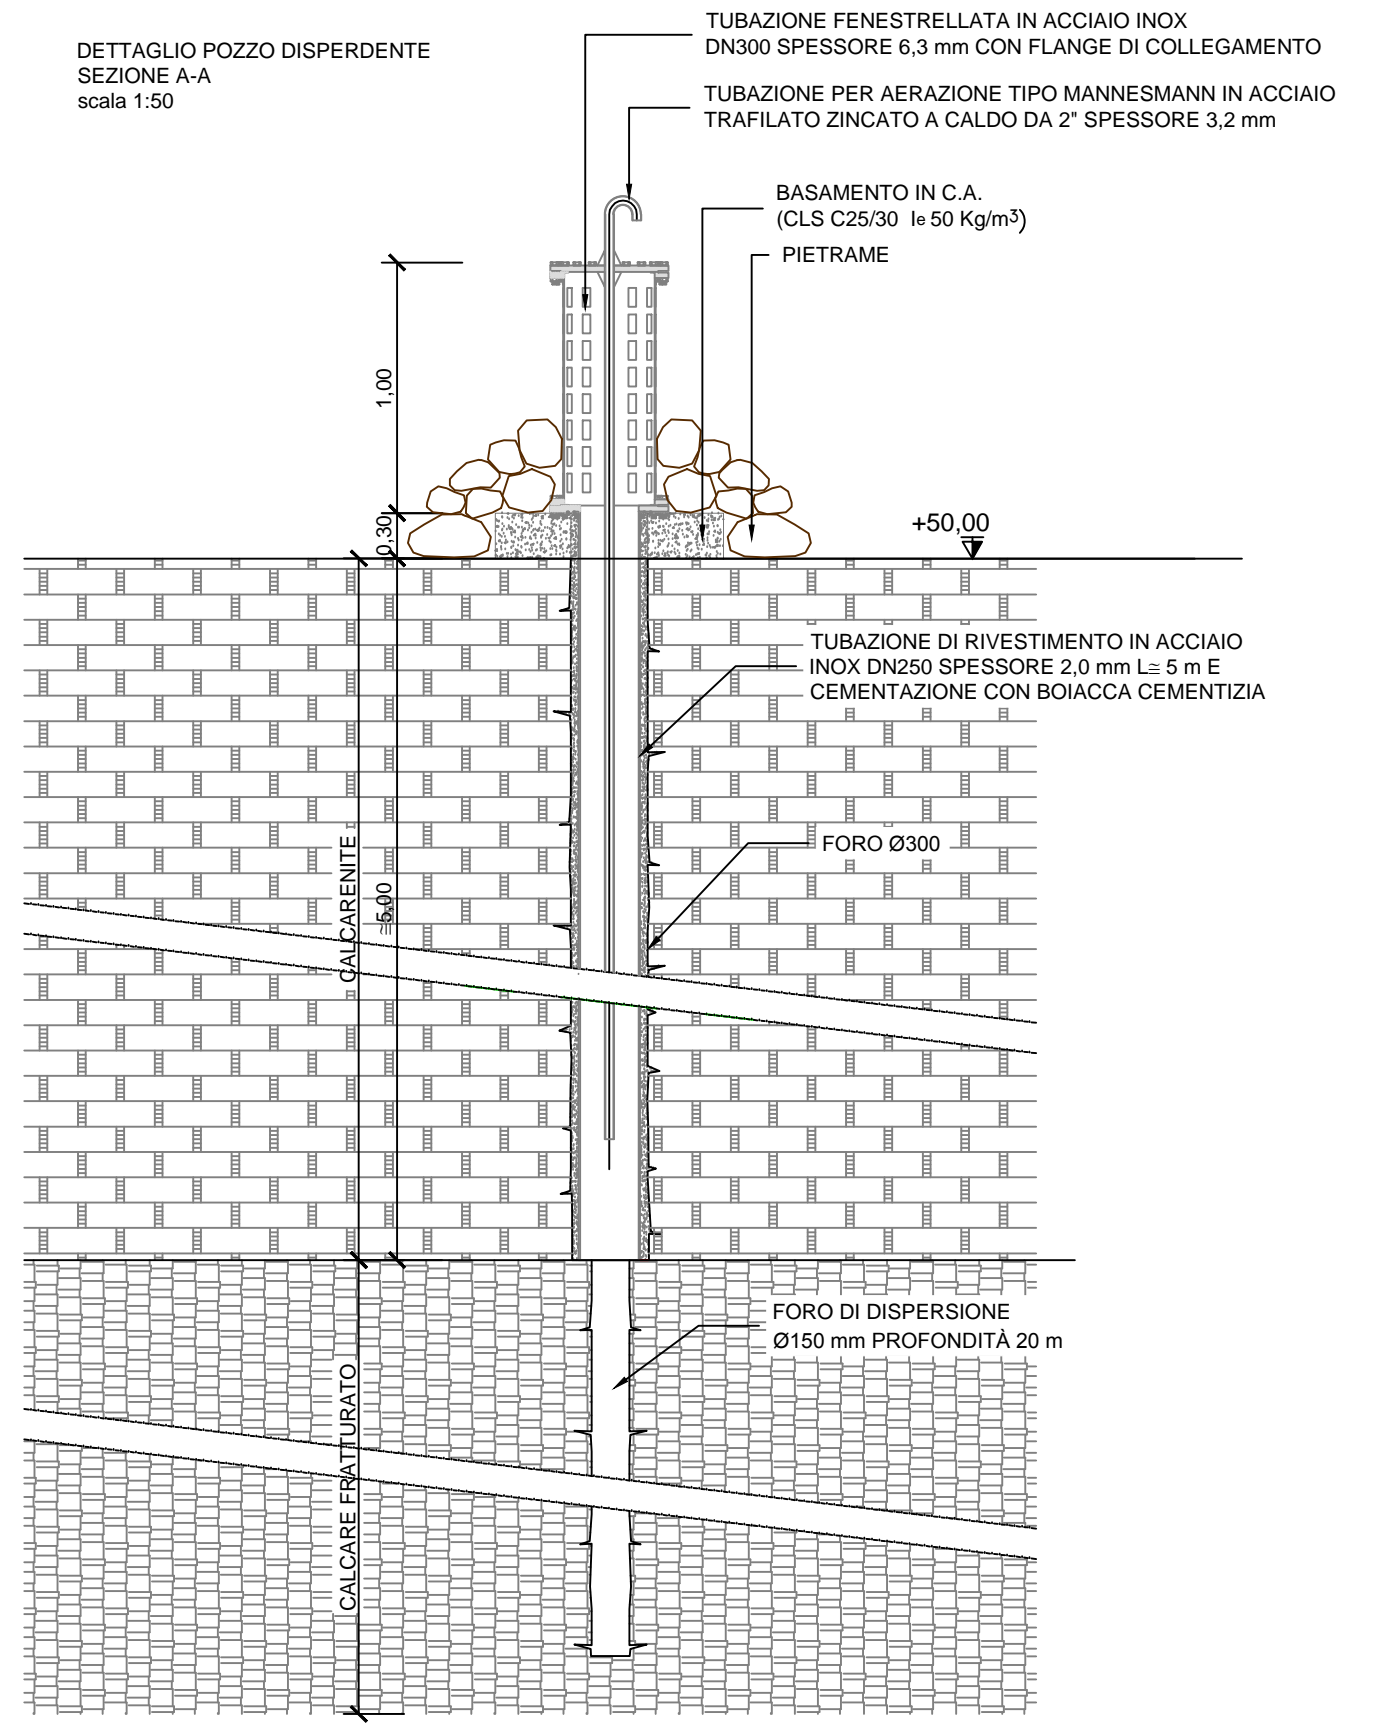 DETTAGLIO POZZO DISPERDENTE
SEZIONE A-A
scala 1:50
TUBAZIONE FENESTRELLATA IN ACCIAIO INOX
DN300 SPESSORE 6,3 mm CON FLANGE DI COLLEGAMENTO
TUBAZIONE PER AERAZIONE TIPO MANNESMANN IN ACCIAIO
TRAFILATO ZINCATO A CALDO DA 2" SPESSORE 3,2 mm
BASAMENTO IN C.A.
(CLS C25/30 Ie 50 Kg/m³)
PIETRAME
1,00
0,30
+50,00
TUBAZIONE DI RIVESTIMENTO IN ACCIAIO
INOX DN250 SPESSORE 2,0 mm L≅ 5 m E
CEMENTAZIONE CON BOIACCA CEMENTIZIA
FORO Ø300
CALCARENITE
≅5,00
FORO DI DISPERSIONE
Ø150 mm PROFONDITÀ 20 m
CALCARE FRATTURATO